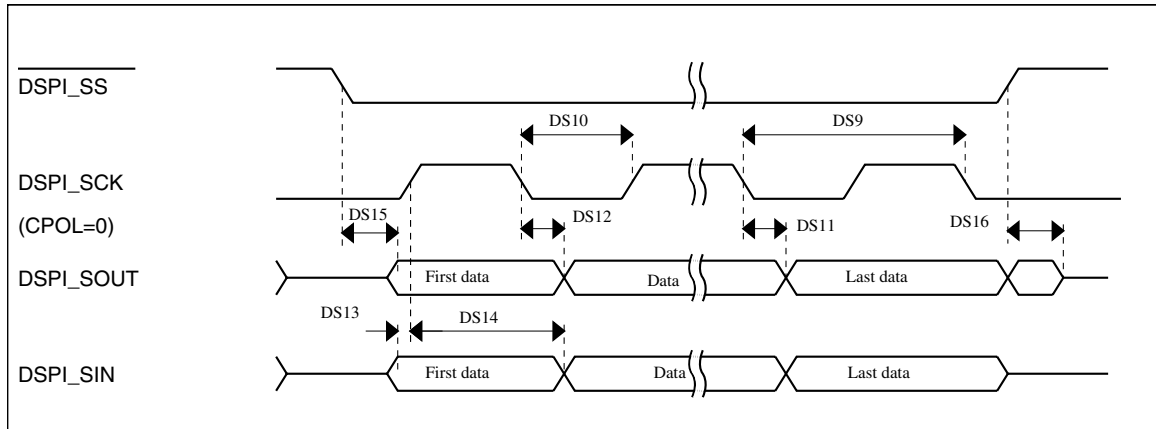 DSPI_SS
DS10
DS9
DSPI_SCK
(CPOL=0)
DS15
DS12
DS11
DS16
DSPI_SOUT
First data
Data
Last data
DS13
DS14
DSPI_SIN
First data
Data
Last data